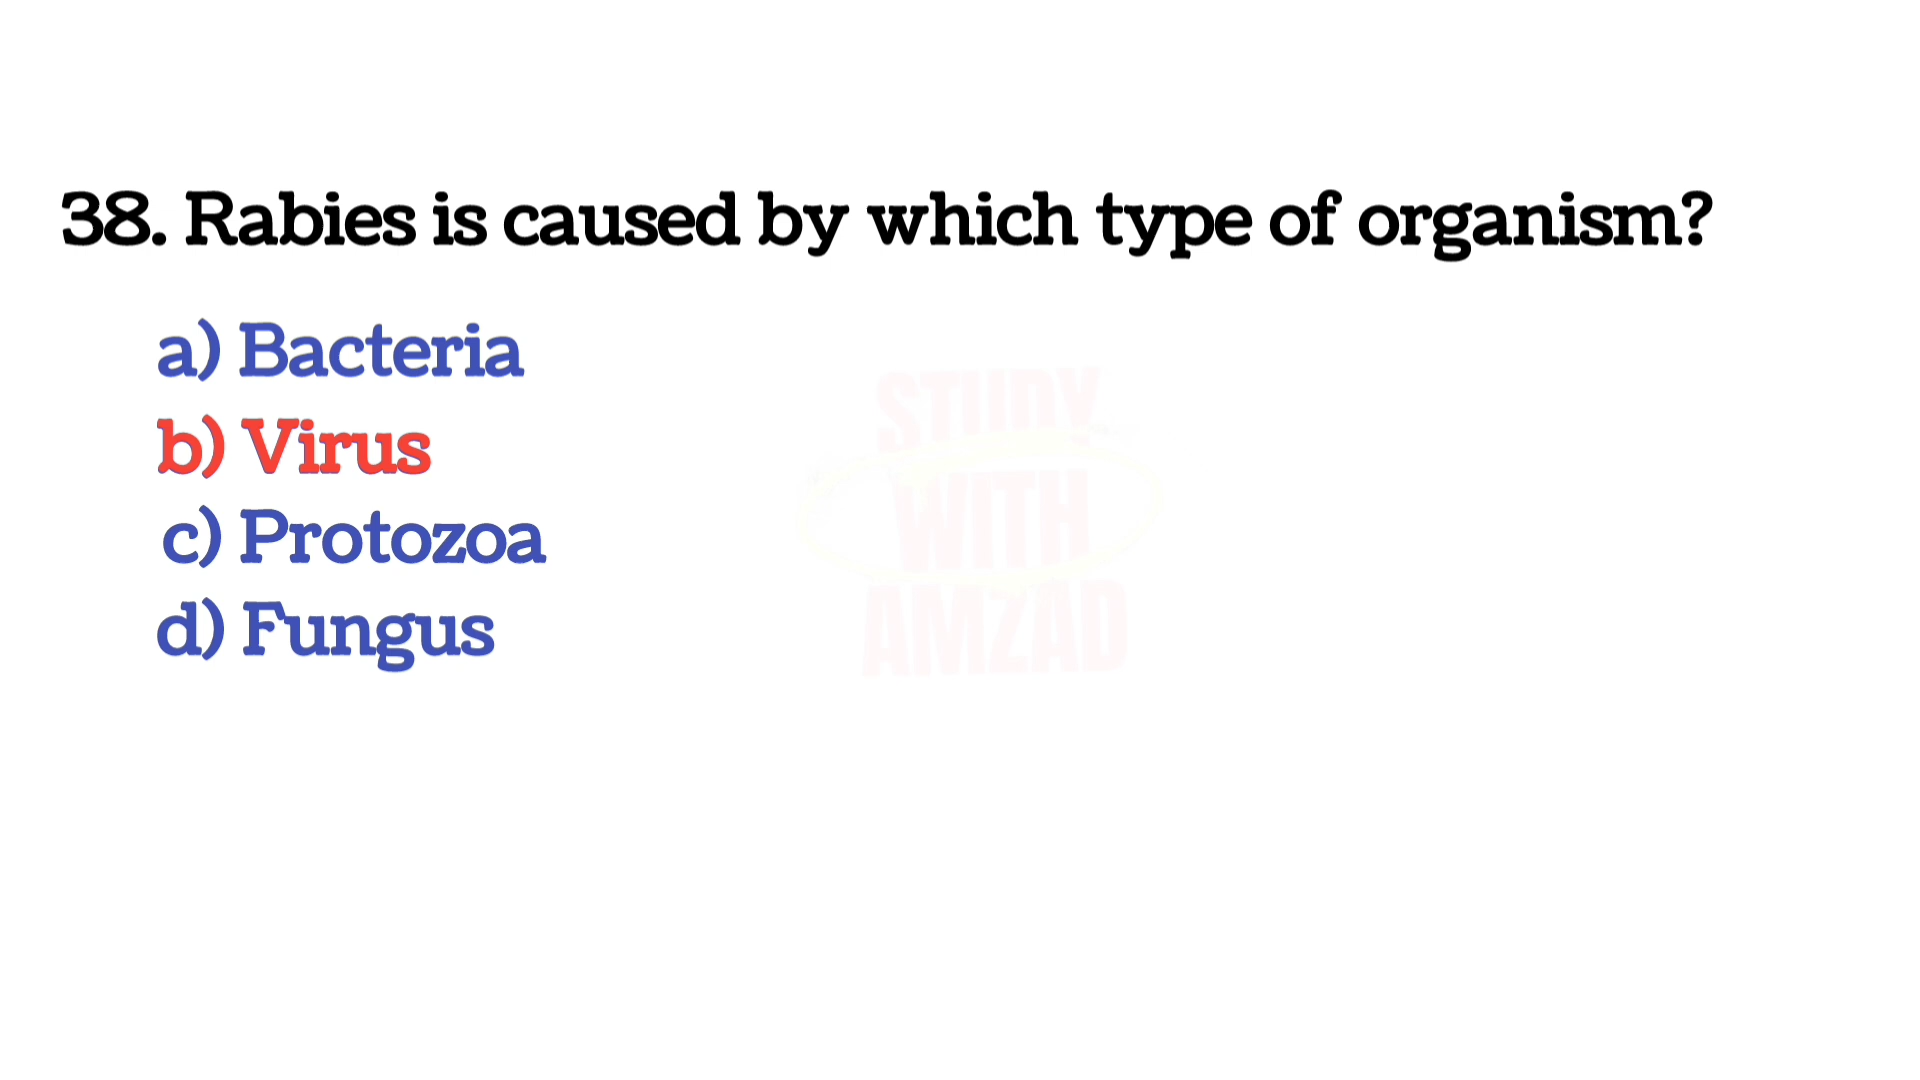 38. Rabies is caused by which type of organism?
a) Bacteria
b) Virus
c) Protozoa
d) Fungus
STUDY
WITH
AMZAD